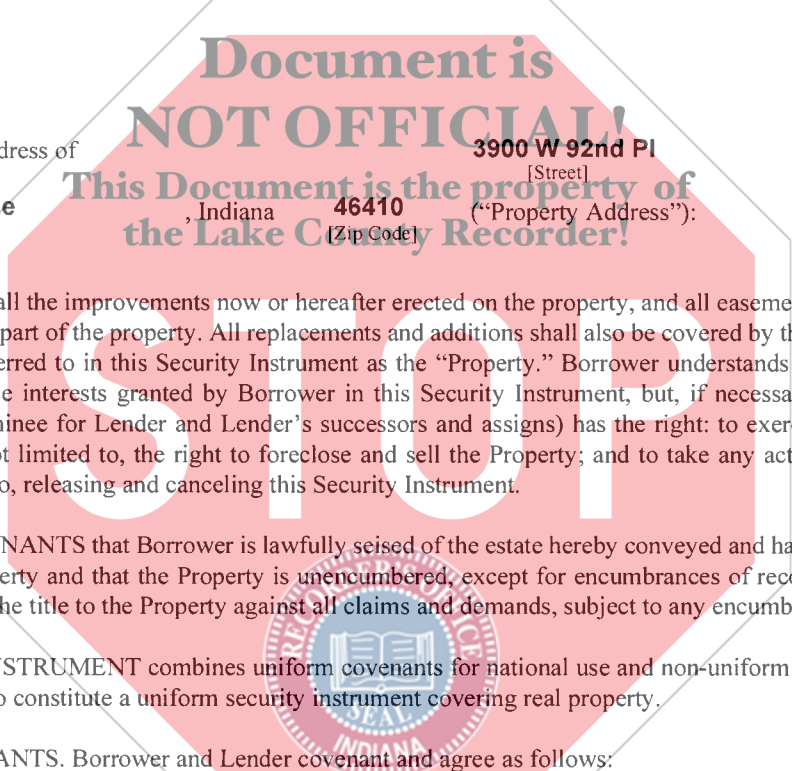 Document is
NOT OFFICIAL!
dress of 3900 W 92nd Pl
[Street]
This Document is the property of
e , Indiana 46410 (“Property Address”):
the Lake County Recorder!
[Zip Code]
all the improvements now or hereafter erected on the property, and all easeme
part of the property. All replacements and additions shall also be covered by th
erred to in this Security Instrument as the “Property.” Borrower understands
e interests granted by Borrower in this Security Instrument, but, if necessa
inee for Lender and Lender’s successors and assigns) has the right: to exer
t limited to, the right to foreclose and sell the Property; and to take any act
o, releasing and canceling this Security Instrument.
STOP
NANTS that Borrower is lawfully seised of the estate hereby conveyed and ha
erty and that the Property is unencumbered, except for encumbrances of reco
he title to the Property against all claims and demands, subject to any encumb
STRUMENT combines uniform covenants for national use and non-uniform
o constitute a uniform security instrument covering real property.
RECORDER'S OFFICE
SEAL
INDIANA
ANTS. Borrower and Lender covenant and agree as follows: